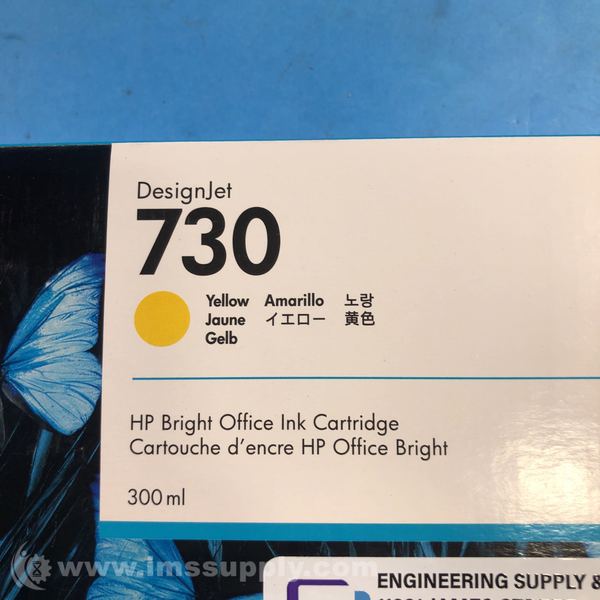 DesignJet
730
Yellow Amarillo 노랑
Jaune イエロー 黄色
Gelb
HP Bright Office Ink Cartridge
Cartouche d'encre HP Office Bright
300 ml
www.imssupply.com
ENGINEERING SUPPLY &